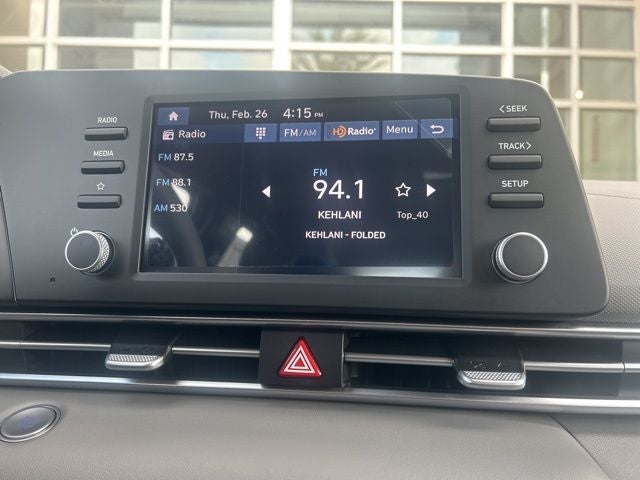 RADIO
MEDIA
Thu, Feb. 26 4:15 PM
Radio FM/AM HD Radio Menu
FM 87.5
FM 88.1
AM 530
FM
94.1
KEHLANI Top_40
KEHLANI - FOLDED
< SEEK
TRACK >
SETUP